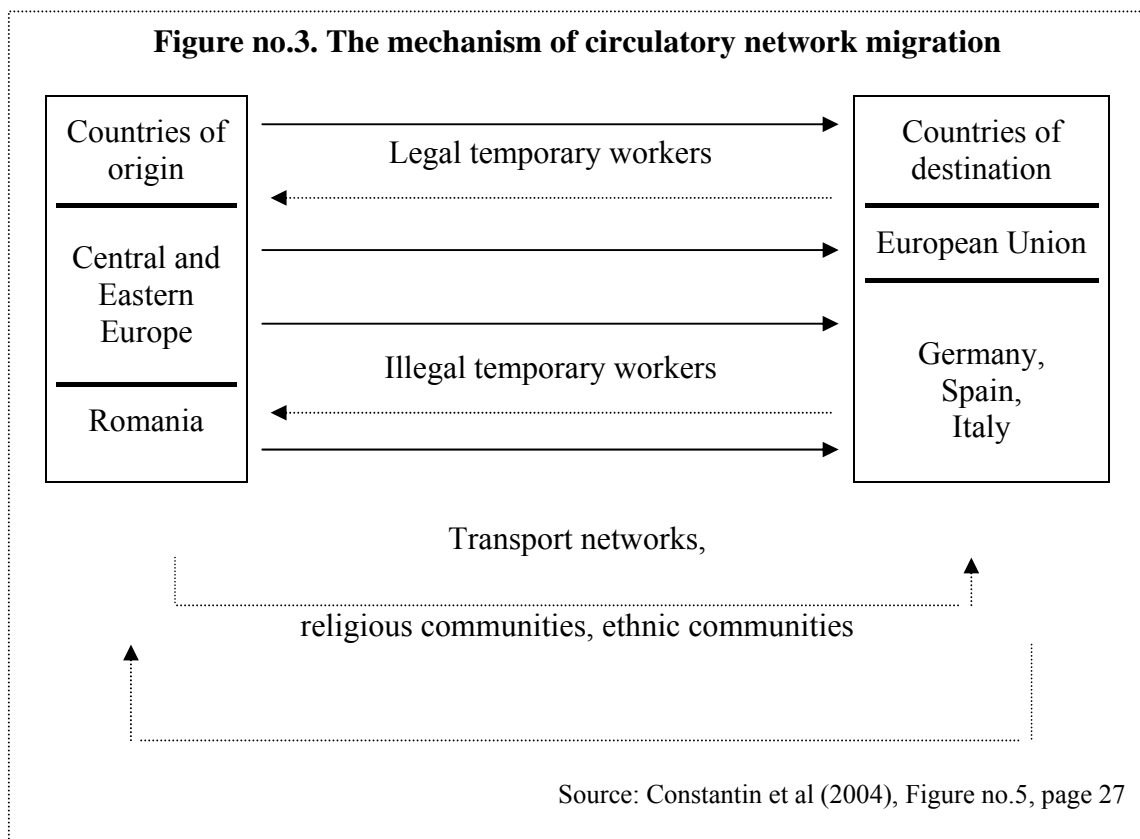 Figure no.3. The mechanism of circulatory network migration
Countries of
origin
Central and
Eastern
Europe
Romania
Legal temporary workers
Illegal temporary workers
Countries of
destination
European Union
Germany,
Spain,
Italy
Transport networks,
religious communities, ethnic communities
Source: Constantin et al (2004), Figure no.5, page 27